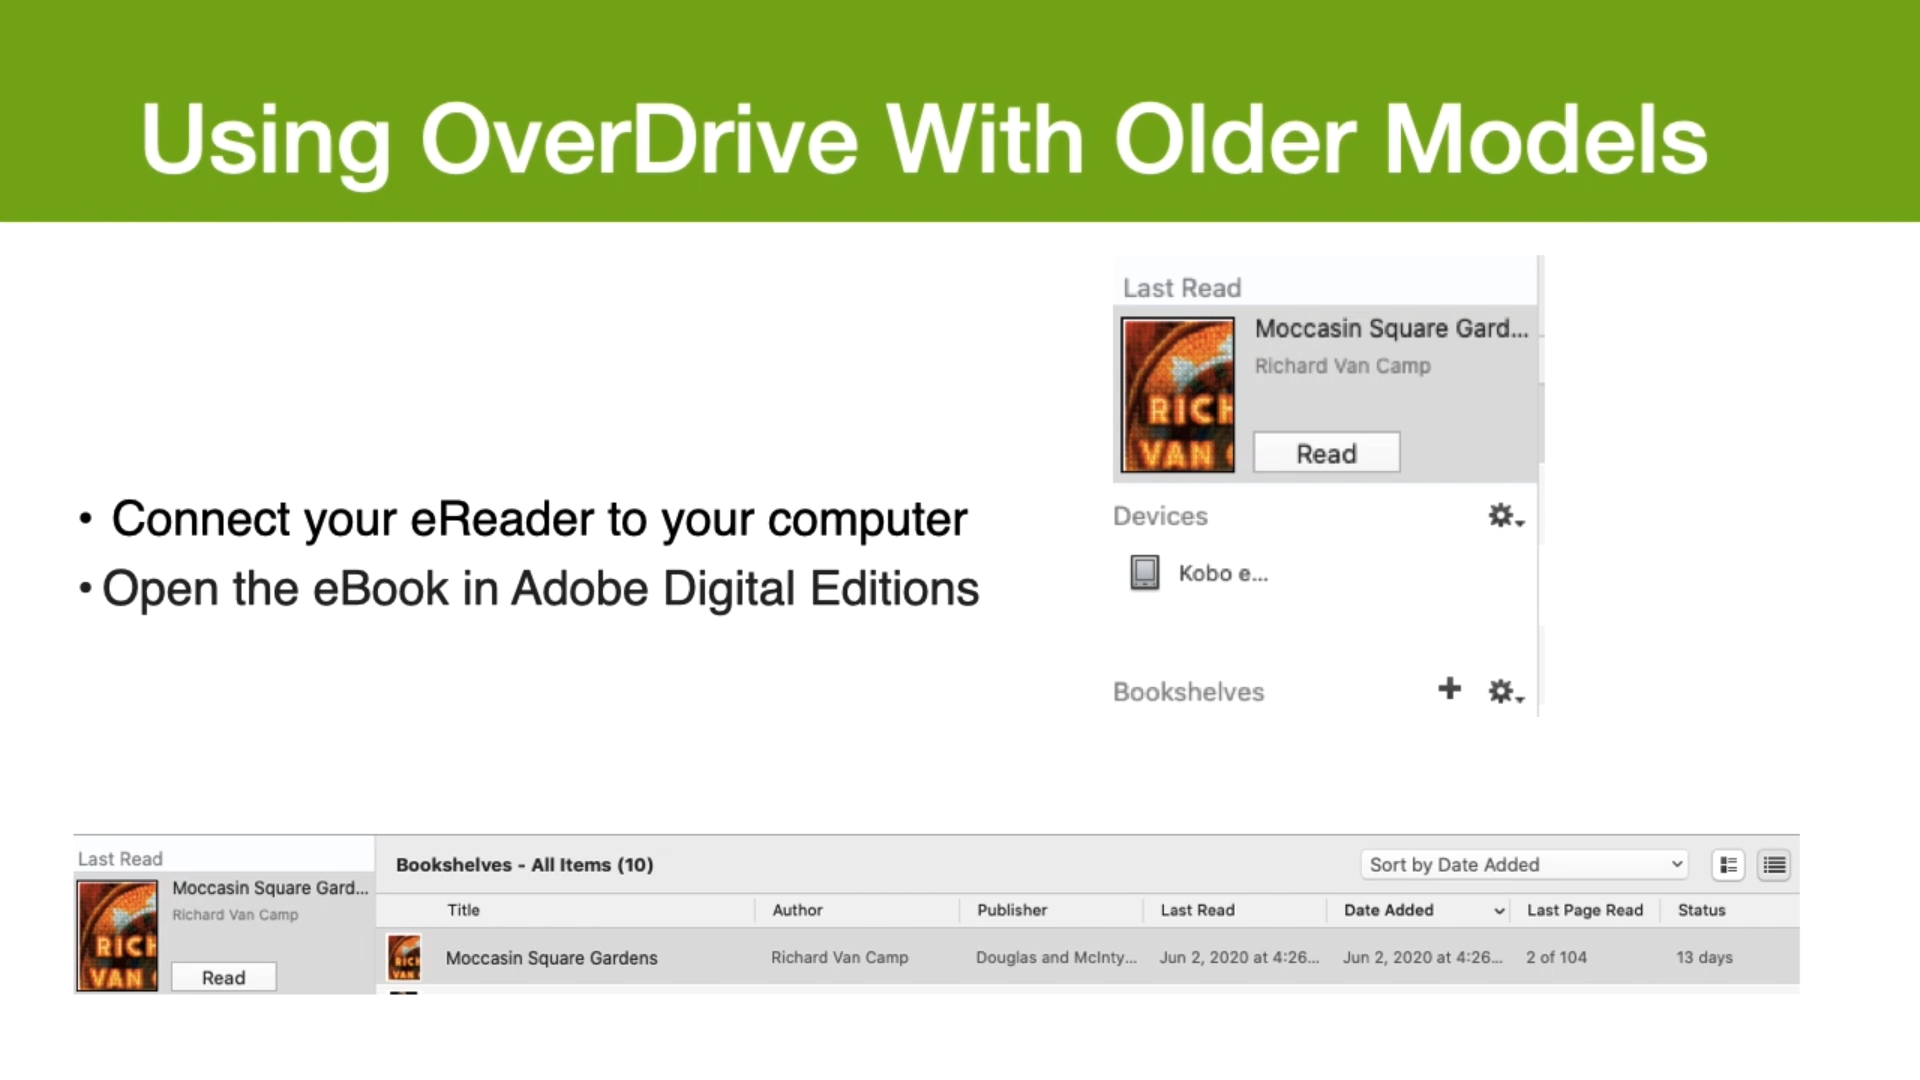 Using OverDrive With Older Models
Last Read
Moccasin Square Gard...
Richard Van Camp
RICH
VAN
Read
• Connect your eReader to your computer
• Open the eBook in Adobe Digital Editions
Devices
Kobo e...
Bookshelves
Last Read
Moccasin Square Gard...
Richard Van Camp
RICH
VAN
Read
Bookshelves - All Items (10)
Sort by Date Added
Title Author Publisher Last Read Date Added Last Page Read Status
Moccasin Square Gardens Richard Van Camp Douglas and McInty... Jun 2, 2020 at 4:26... Jun 2, 2020 at 4:26... 2 of 104 13 days